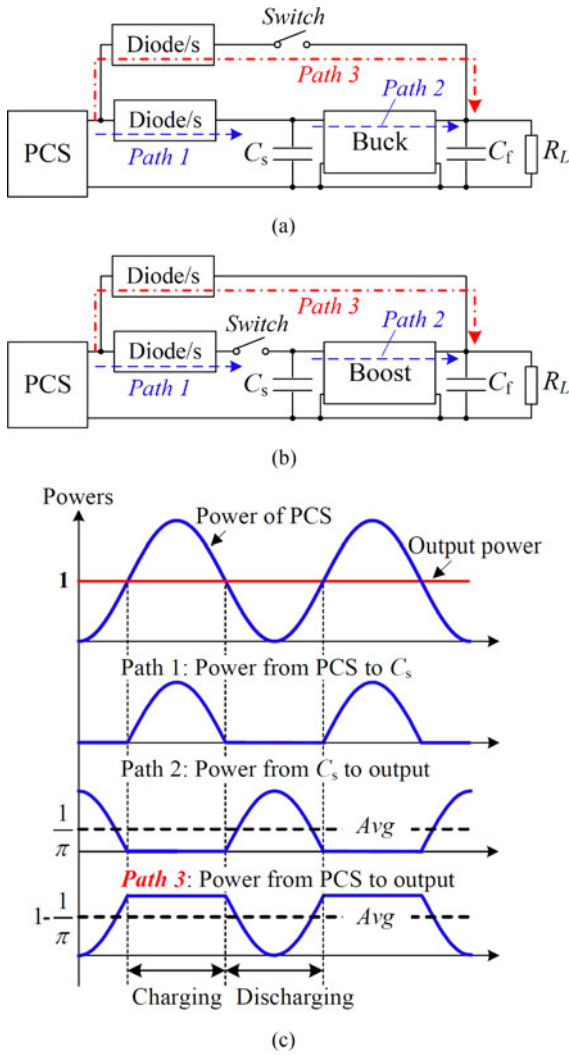 Switch
Diode/s
Path 3
Diode/s
Path 2
PCS
Path 1
Cs
Buck
Cf
RL
(a)
Diode/s
Path 3
Switch
Path 2
Diode/s
PCS
Path 1
Cs
Boost
Cf
RL
(b)
Powers
Power of PCS
Output power
1
Path 1: Power from PCS to Cs
Path 2: Power from Cs to output
1/π
Avg
Path 3: Power from PCS to output
1-1/π
Avg
Charging Discharging
(c)